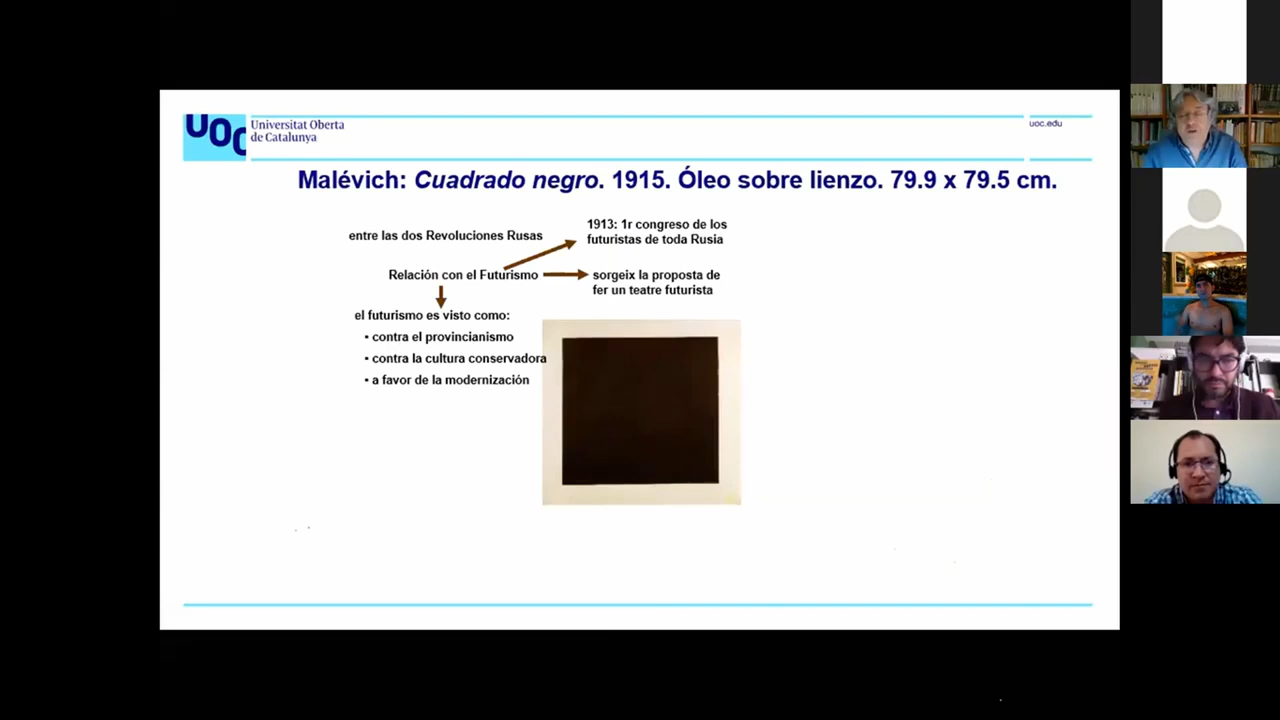 UOC
Universitat Oberta
de Catalunya
uoc.edu
Malévich: Cuadrado negro. 1915. Óleo sobre lienzo. 79.9 x 79.5 cm.
entre las dos Revoluciones Rusas
1913: 1r congreso de los
futuristas de toda Rusia
Relación con el Futurismo
sorgeix la proposta de
fer un teatre futurista
el futurismo es visto como:
• contra el provincianismo
• contra la cultura conservadora
• a favor de la modernización